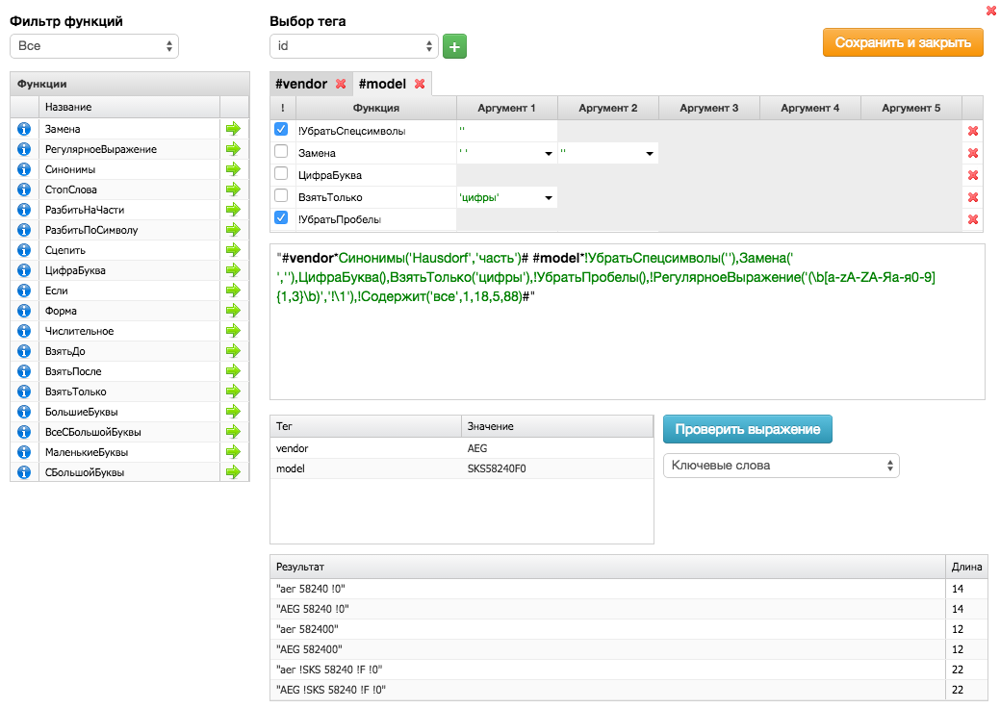 Фильтр функций
Все
Функции
Название
Замена
РегулярноеВыражение
Синонимы
СтопСлова
РазбитьНаЧасти
РазбитьПоСимволу
Сцепить
ЦифраБуква
Если
Форма
Числительное
ВзятьДо
ВзятьПосле
ВзятьТолько
БольшиеБуквы
ВсеСБольшойБуквы
МаленькиеБуквы
СБольшойБуквы
Выбор тега
id
+
Сохранить и закрыть
#vendor #model
! Функция Аргумент 1 Аргумент 2 Аргумент 3 Аргумент 4 Аргумент 5
!УбратьСпецсимволы ''
Замена ' ' ''
ЦифраБуква
ВзятьТолько 'цифры'
!УбратьПробелы
"#vendor*Синонимы('Hausdorf','часть')# #model*!УбратьСпецсимволы(''),Замена('
',''),ЦифраБуква(),ВзятьТолько('цифры'),!УбратьПробелы(),!РегулярноеВыражение('(\b[a-zA-ZА-Яа-я0-9]
{1,3}\b)','!\1'),!Содержит('все',1,18,5,88)#"
Тег Значение
vendor AEG
model SKS58240F0
Проверить выражение
Ключевые слова
Результат Длина
"аег 58240 !0" 14
"AEG 58240 !0" 14
"аег 582400" 12
"AEG 582400" 12
"аег !SKS 58240 !F !0" 22
"AEG !SKS 58240 !F !0" 22